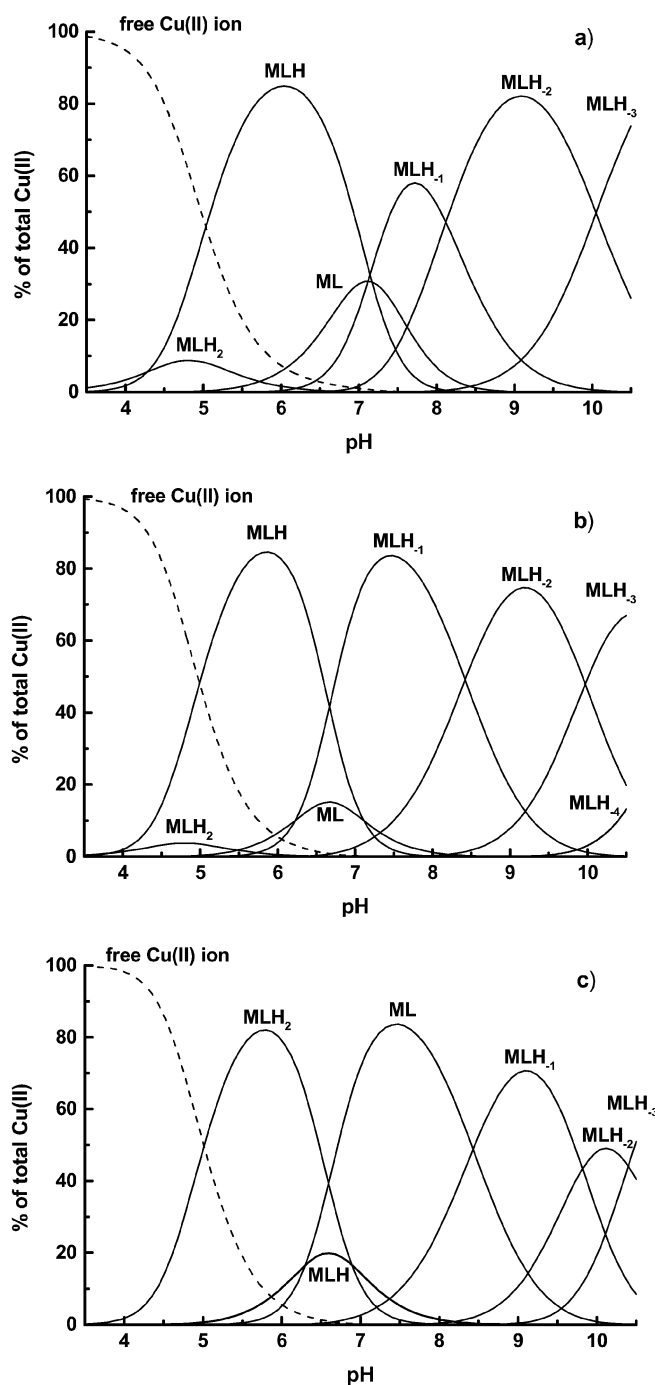 free Cu(II) ion
a)
100
80
60
40
20
0
% of total Cu(II)
MLH
MLH-2
MLH-3
MLH-1
ML
MLH2
4 5 6 7 8 9 10
pH
free Cu(II) ion
b)
100
80
60
40
20
0
% of total Cu(II)
MLH
MLH-1
MLH-2
MLH-3
MLH2
ML
MLH-4
4 5 6 7 8 9 10
pH
free Cu(II) ion
c)
100
80
60
40
20
0
% of total Cu(II)
MLH2
ML
MLH-1
MLH-3
MLH-2
MLH
4 5 6 7 8 9 10
pH